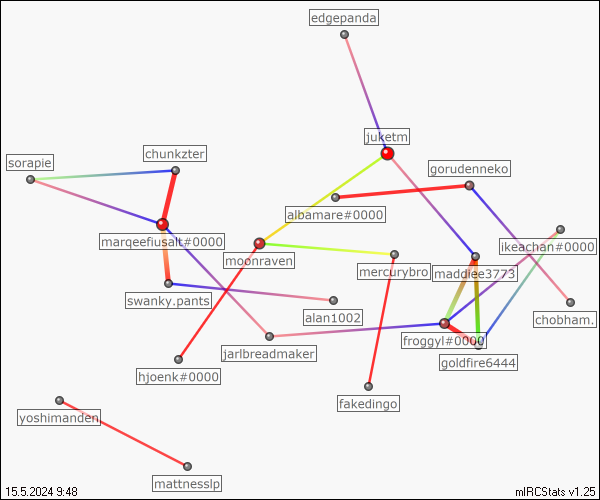 edgepanda
juketm
chunkzter
sorapie
gorudenneko
albamare#0000
marqeefiusalt#0000
ikeachan#0000
moonraven
mercurybro
maddiee3773
swanky.pants
alan1002
chobham.
froggyl#0000
jarlbreadmaker
goldfire6444
hjoenk#0000
fakedingo
yoshimanden
mattnesslp
15.5.2024 9:48
mIRCStats v1.25